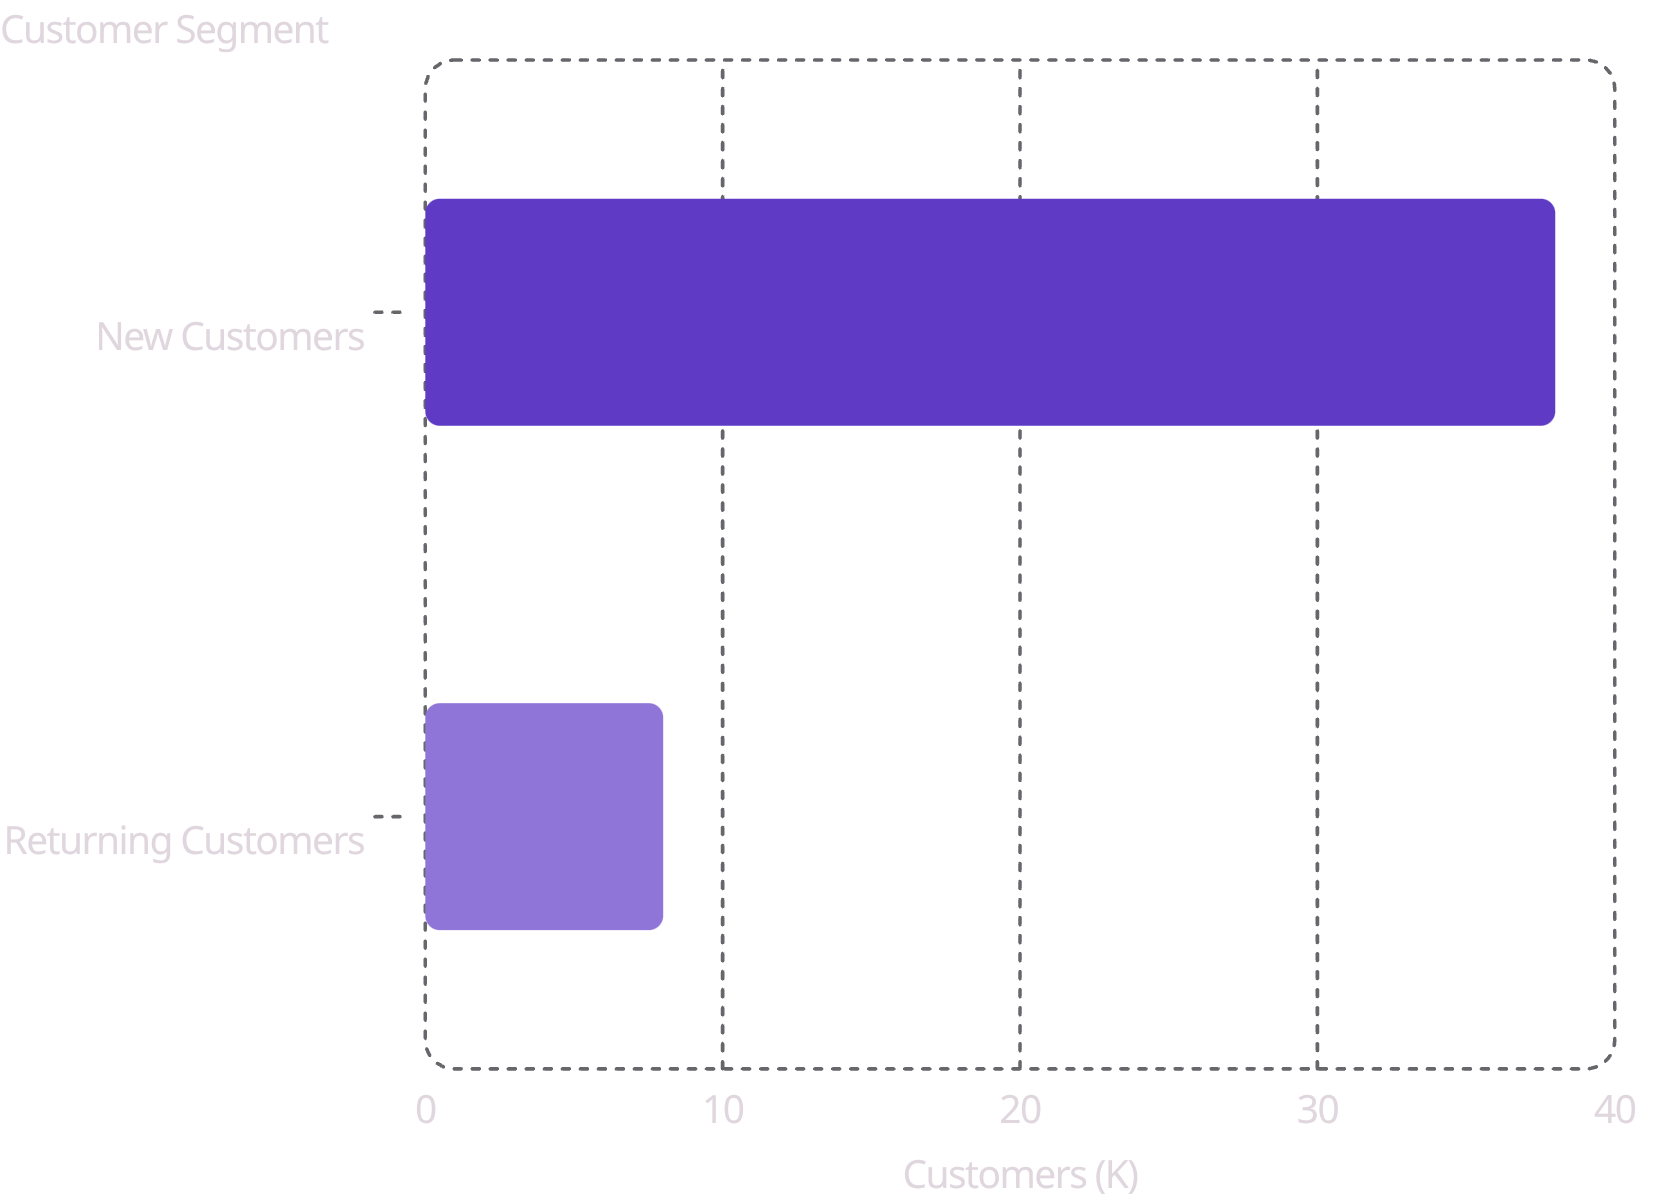 Customer Segment
New Customers
Returning Customers
0 10 20 30 40
Customers (K)